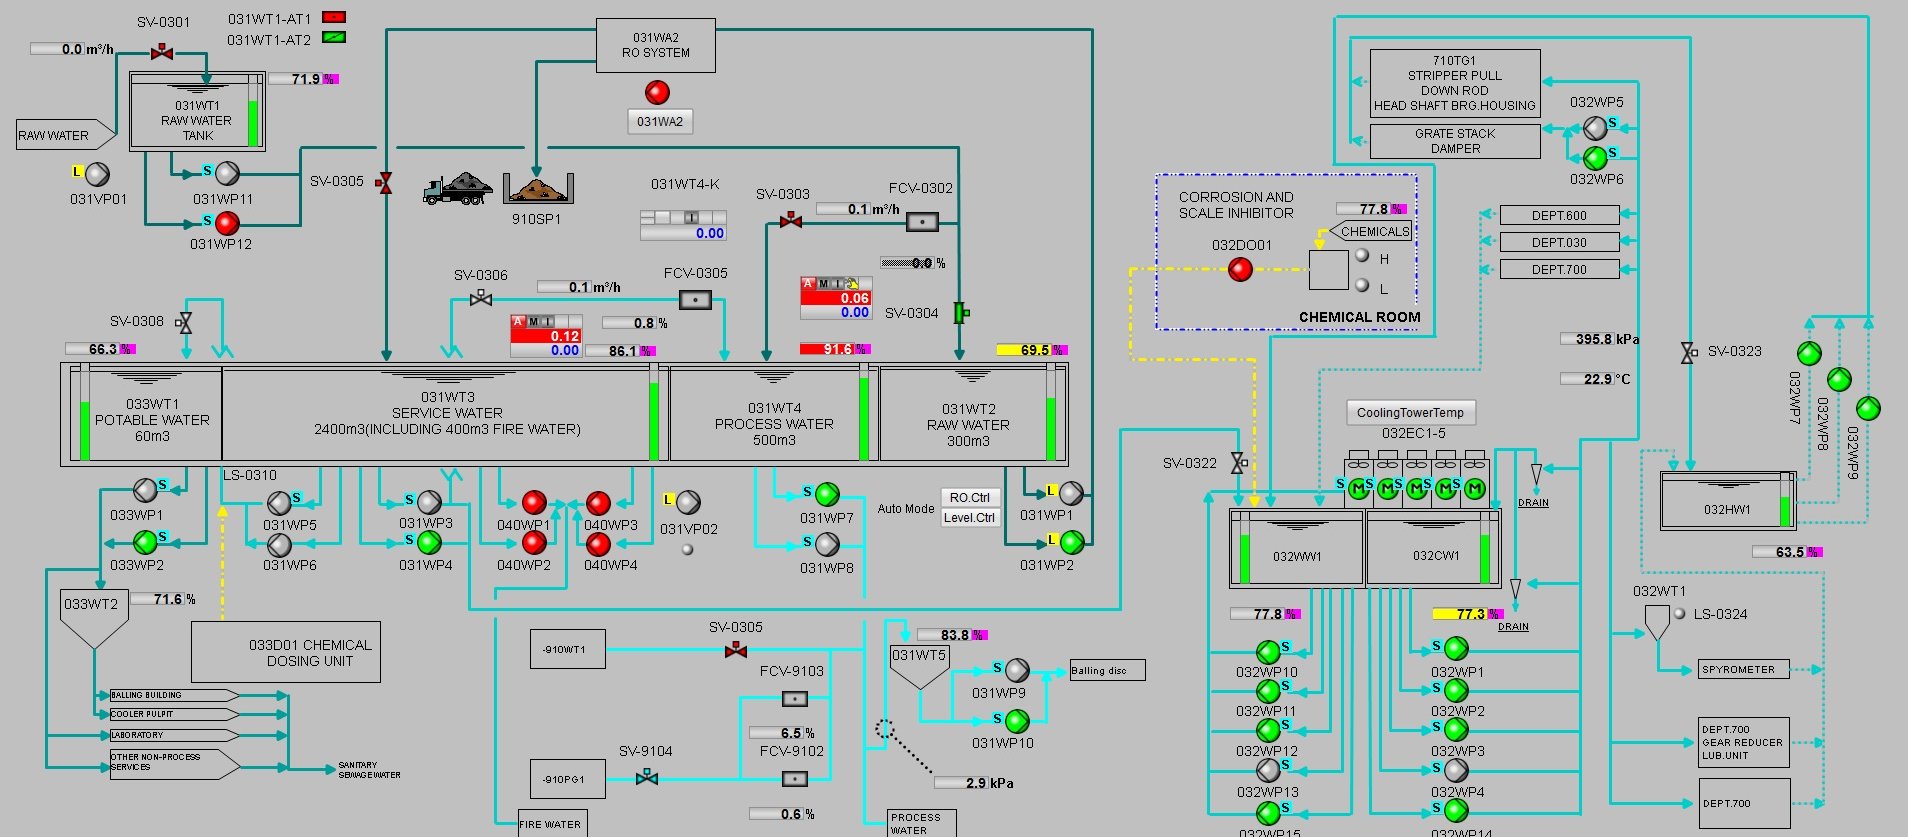 SV-0301
031WT1-AT1
031WT1-AT2
0.0 m³/h
71.9 %
031WT1
RAW WATER
TANK
RAW WATER
L
031VP01
S
031WP11
S
031WP12
031WA2
RO SYSTEM
031WA2
SV-0305
910SP1
031WT4-K
I
0.00
SV-0303
FCV-0302
0.1 m³/h
0.0 %
SV-0306
FCV-0305
0.1 m³/h
A M I
0.12
0.00
0.8 %
86.1 %
A M I
0.06
0.00
SV-0304
SV-0308
66.3 %
91.6 %
69.5 %
033WT1
POTABLE WATER
60m3
031WT3
SERVICE WATER
2400m3(INCLUDING 400m3 FIRE WATER)
031WT4
PROCESS WATER
500m3
031WT2
RAW WATER
300m3
LS-0310
S
033WP1
S
033WP2
S
031WP5
031WP6
S
031WP3
S
031WP4
040WP1
040WP3
040WP2
040WP4
L
031VP02
S
031WP7
S
031WP8
Auto Mode
RO.Ctrl
Level.Ctrl
L
031WP1
L
031WP2
033WT2
71.6 %
033D01 CHEMICAL
DOSING UNIT
BALLING BUILDING
COOLER PULPIT
LABORATORY
OTHER NON-PROCESS
SERVICES
SANITARY
SEWAGE WATER
-910WT1
SV-0305
FCV-9103
6.5 %
SV-9104
FCV-9102
-910PG1
0.6 %
FIRE WATER
PROCESS
WATER
83.8 %
031WT5
S
031WP9
S
031WP10
Balling disc
2.9 kPa
710TG1
STRIPPER PULL
DOWN ROD
HEAD SHAFT BRG.HOUSING
GRATE STACK
DAMPER
032WP5
S
S
032WP6
CORROSION AND
SCALE INHIBITOR
77.8 %
CHEMICALS
032DO01
H
L
CHEMICAL ROOM
DEPT.600
DEPT.030
DEPT.700
395.8 kPa
22.9 °C
SV-0323
032WP7
032WP8
032WP9
CoolingTowerTemp
032EC1-5
SV-0322
S M S M S M S M S M
DRAIN
DRAIN
032WW1
032CW1
77.8 %
77.3 %
S
032WP10
S
032WP11
S
032WP12
S
032WP13
S
032WP15
S
032WP1
S
032WP2
S
032WP3
S
032WP4
S
032WP14
032HW1
63.5 %
032WT1
LS-0324
SPYROMETER
DEPT.700
GEAR REDUCER
LUB.UNIT
DEPT.700